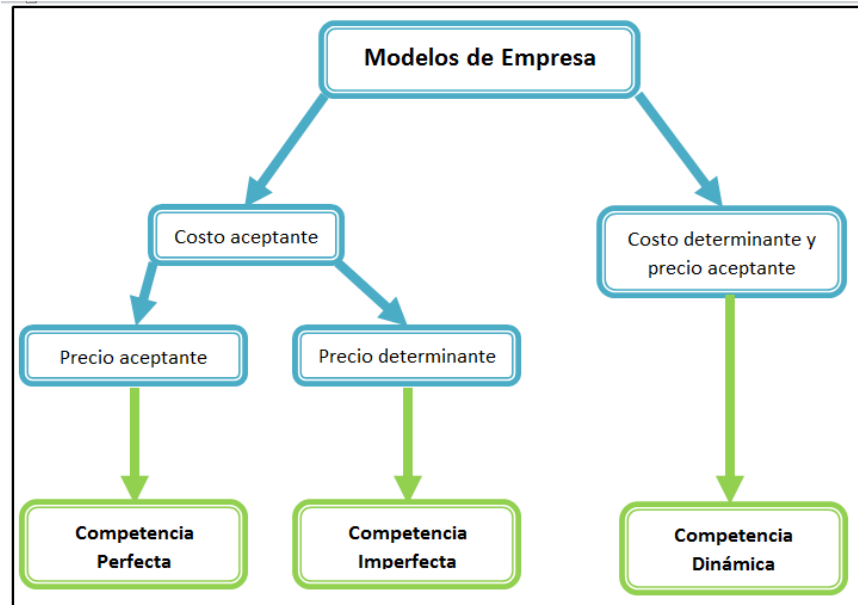 Modelos de Empresa
Costo aceptante
Costo determinante y
precio aceptante
Precio aceptante
Precio determinante
Competencia
Perfecta
Competencia
Imperfecta
Competencia
Dinámica